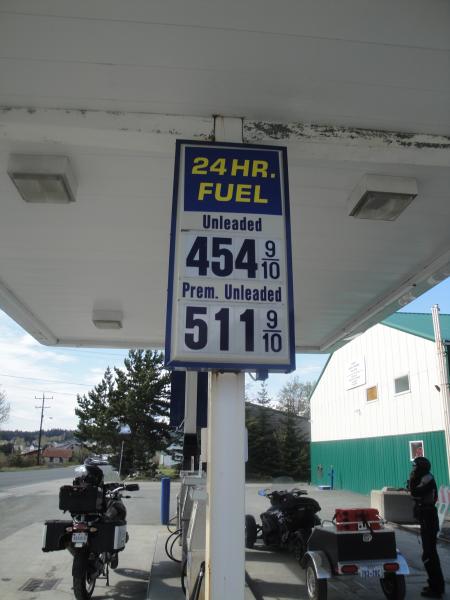 24 HR.
FUEL
Unleaded
454 9/10
Prem. Unleaded
511 9/10